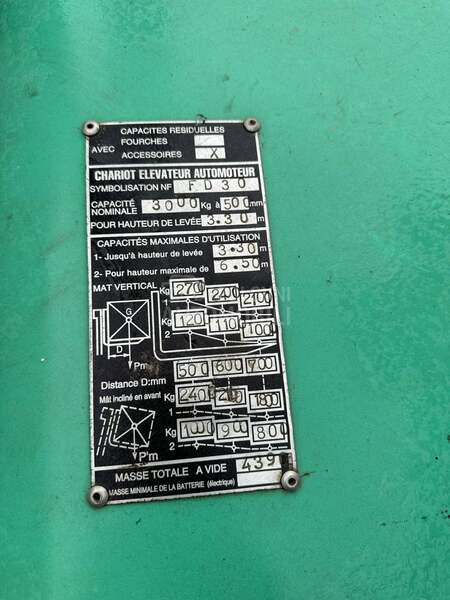 CAPACITES RESIDUELLES
AVEC FOURCHES
ACCESSOIRES X
CHARIOT ELEVATEUR AUTOMOTEUR
SYMBOLISATION NF FD30
CAPACITÉ NOMINALE 3000 Kg à 500 mm
POUR HAUTEUR DE LEVÉE 3.30 m
CAPACITÉS MAXIMALES D'UTILISATION
1- Jusqu'à hauteur de levée 3.30 m
2- Pour hauteur maximale de 6.50 m
MAT VERTICAL
Kg 2700 2400 2100
1
Kg 1200 1100 1000
2
G
D
Pm
500 600 700
Distance D:mm
Mât incliné en avant
Kg 1800
1
Kg 1000 900 800
2
P'm
MASSE TOTALE A VIDE
MASSE MINIMALE DE LA BATTERIE (électrique)